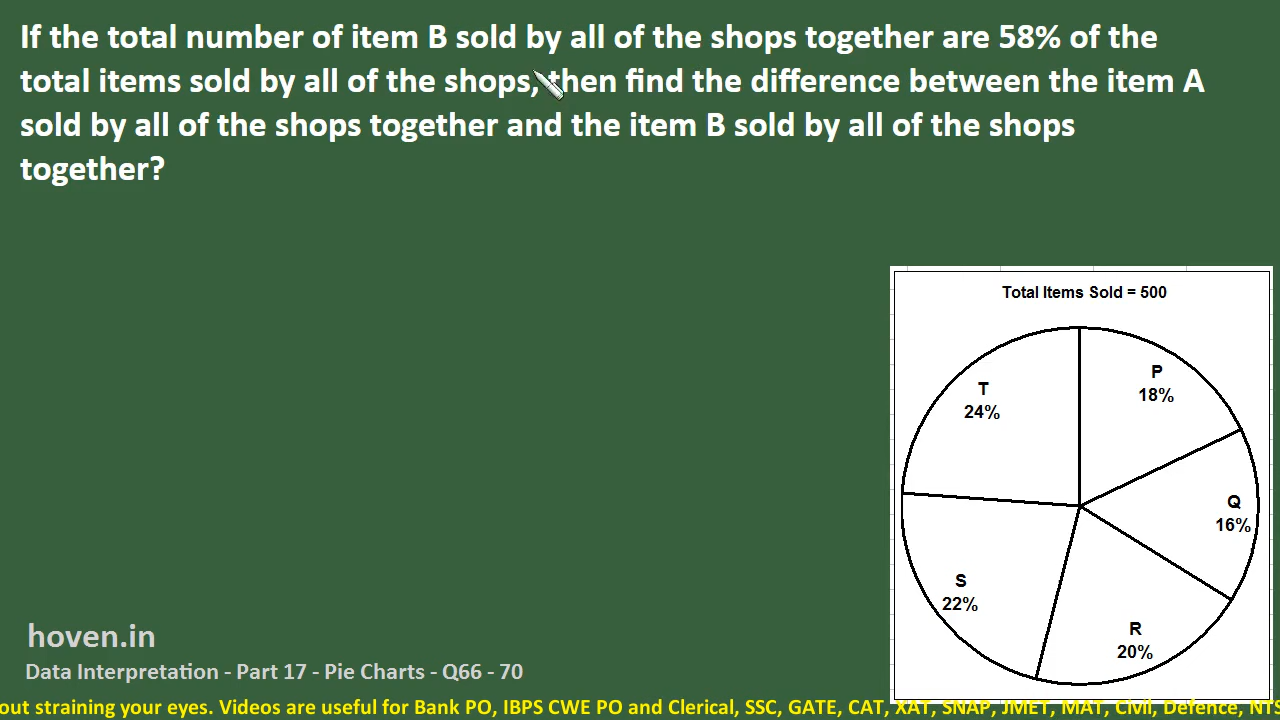 If the total number of item B sold by all of the shops together are 58% of the
total items sold by all of the shops, then find the difference between the item A
sold by all of the shops together and the item B sold by all of the shops
together?
Total Items Sold = 500
P
18%
T
24%
Q
16%
S
22%
R
20%
hoven.in
Data Interpretation - Part 17 - Pie Charts - Q66 - 70
out straining your eyes. Videos are useful for Bank PO, IBPS CWE PO and Clerical, SSC, GATE, CAT, XAT, SNAP, JMET, MAT, Civil, Defence, NTS